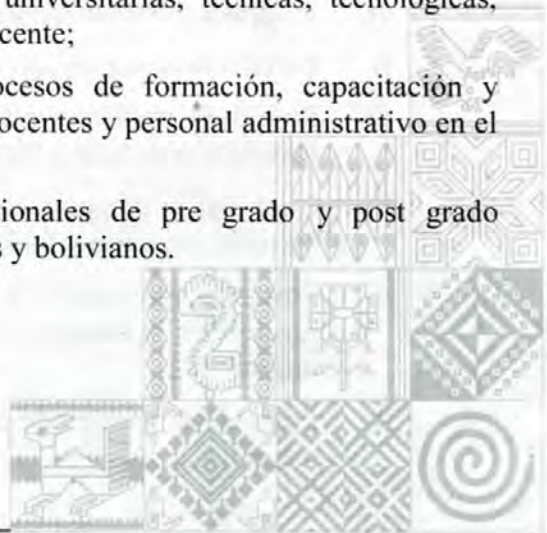 universitarias, técnicas, tecnológicas,
cente;
ocesos de formación, capacitación y
ocentes y personal administrativo en el
ionales de pre grado y post grado
s y bolivianos.